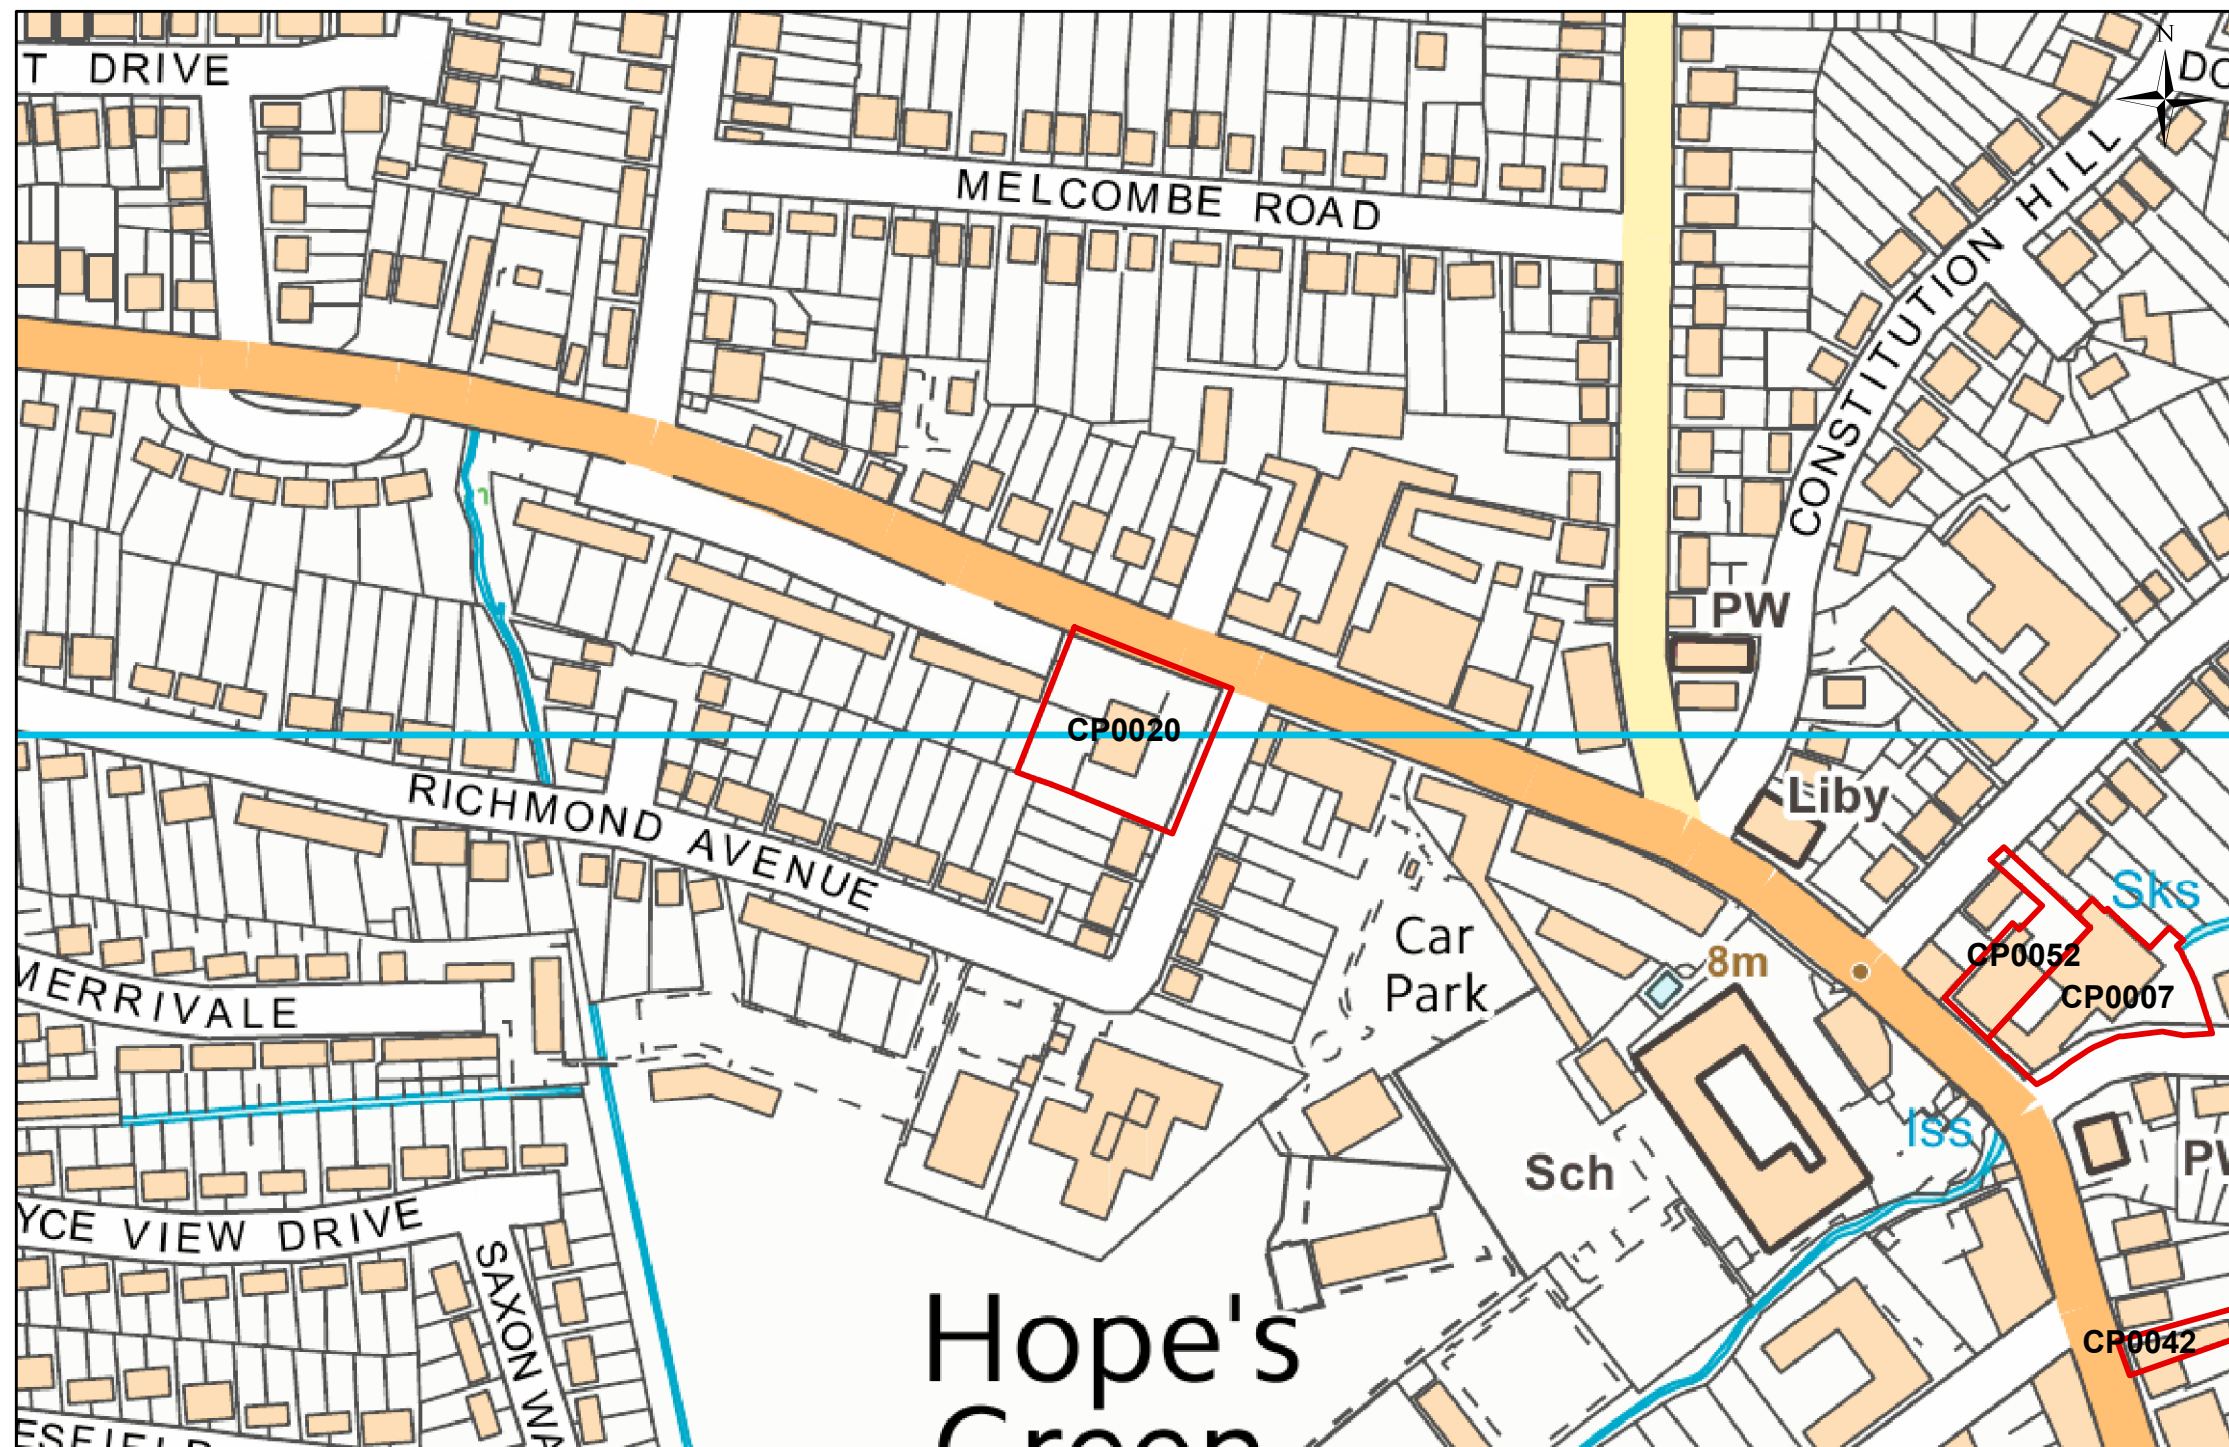 T DRIVE
N
MELCOMBE ROAD
CONSTITUTION HILL
PW
CP0020
Liby
RICHMOND AVENUE
Sks
Car
Park
8m
CP0052
CP0007
MERRIVALE
Iss
Sch
PW
YCE VIEW DRIVE
SAXON WA
Hope's
Green
CP0042